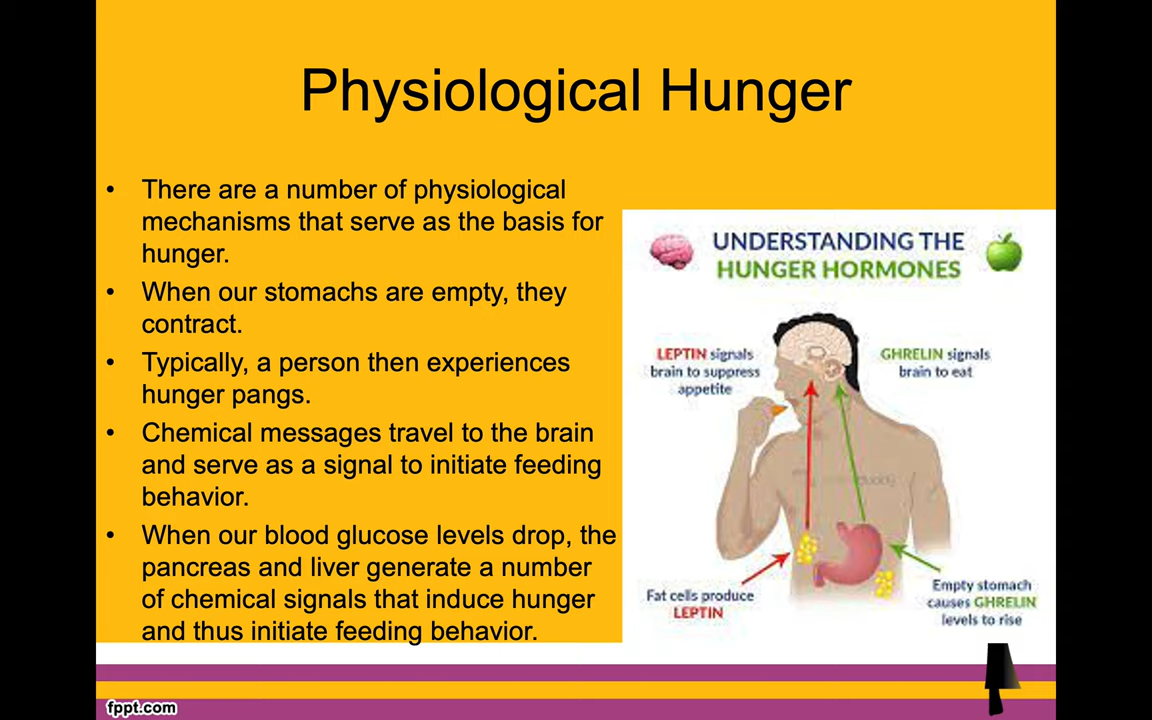 Physiological Hunger
• There are a number of physiological
mechanisms that serve as the basis for
hunger.
• When our stomachs are empty, they
contract.
• Typically, a person then experiences
hunger pangs.
• Chemical messages travel to the brain
and serve as a signal to initiate feeding
behavior.
• When our blood glucose levels drop, the
pancreas and liver generate a number
of chemical signals that induce hunger
and thus initiate feeding behavior.
UNDERSTANDING THE
HUNGER HORMONES
LEPTIN signals
brain to suppress
appetite
GHRELIN signals
brain to eat
Fat cells produce
LEPTIN
Empty stomach
causes GHRELIN
levels to rise
fppt.com